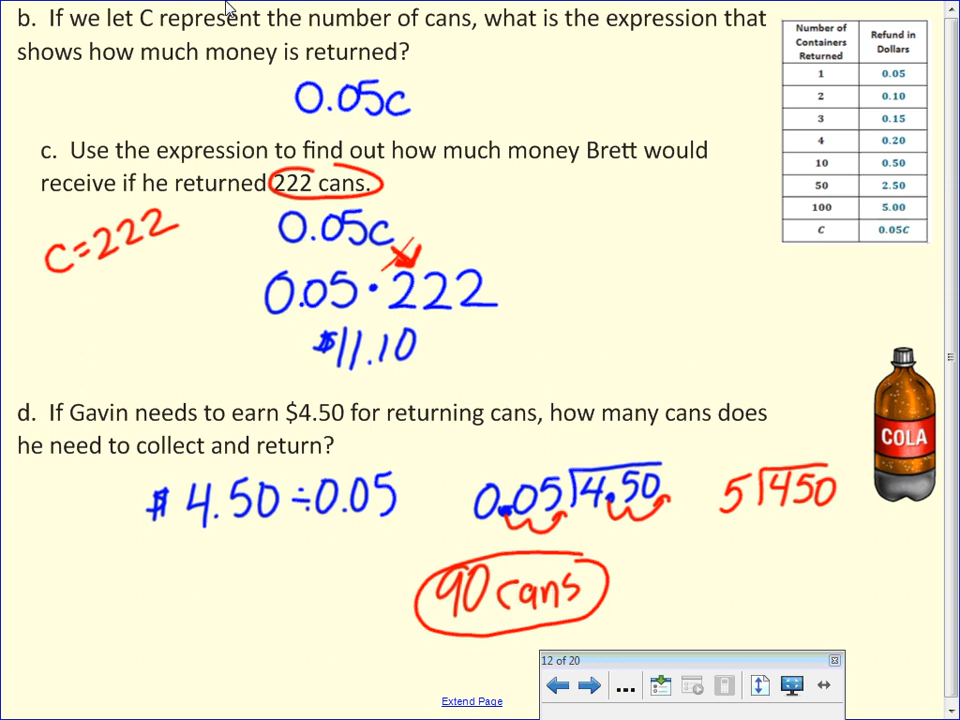 b. If we let C represent the number of cans, what is the expression that
shows how much money is returned?
0.05c
Number of Containers Returned Refund in Dollars
1 0.05
2 0.10
3 0.15
4 0.20
10 0.50
50 2.50
100 5.00
C 0.05C
c. Use the expression to find out how much money Brett would
receive if he returned 222 cans.
C=222
0.05c
0.05 • 222
$11.10
d. If Gavin needs to earn $4.50 for returning cans, how many cans does
he need to collect and return?
$4.50÷0.05
0.05⟌4.50
5⟌450
COLA
90 cans
12 of 20
Extend Page